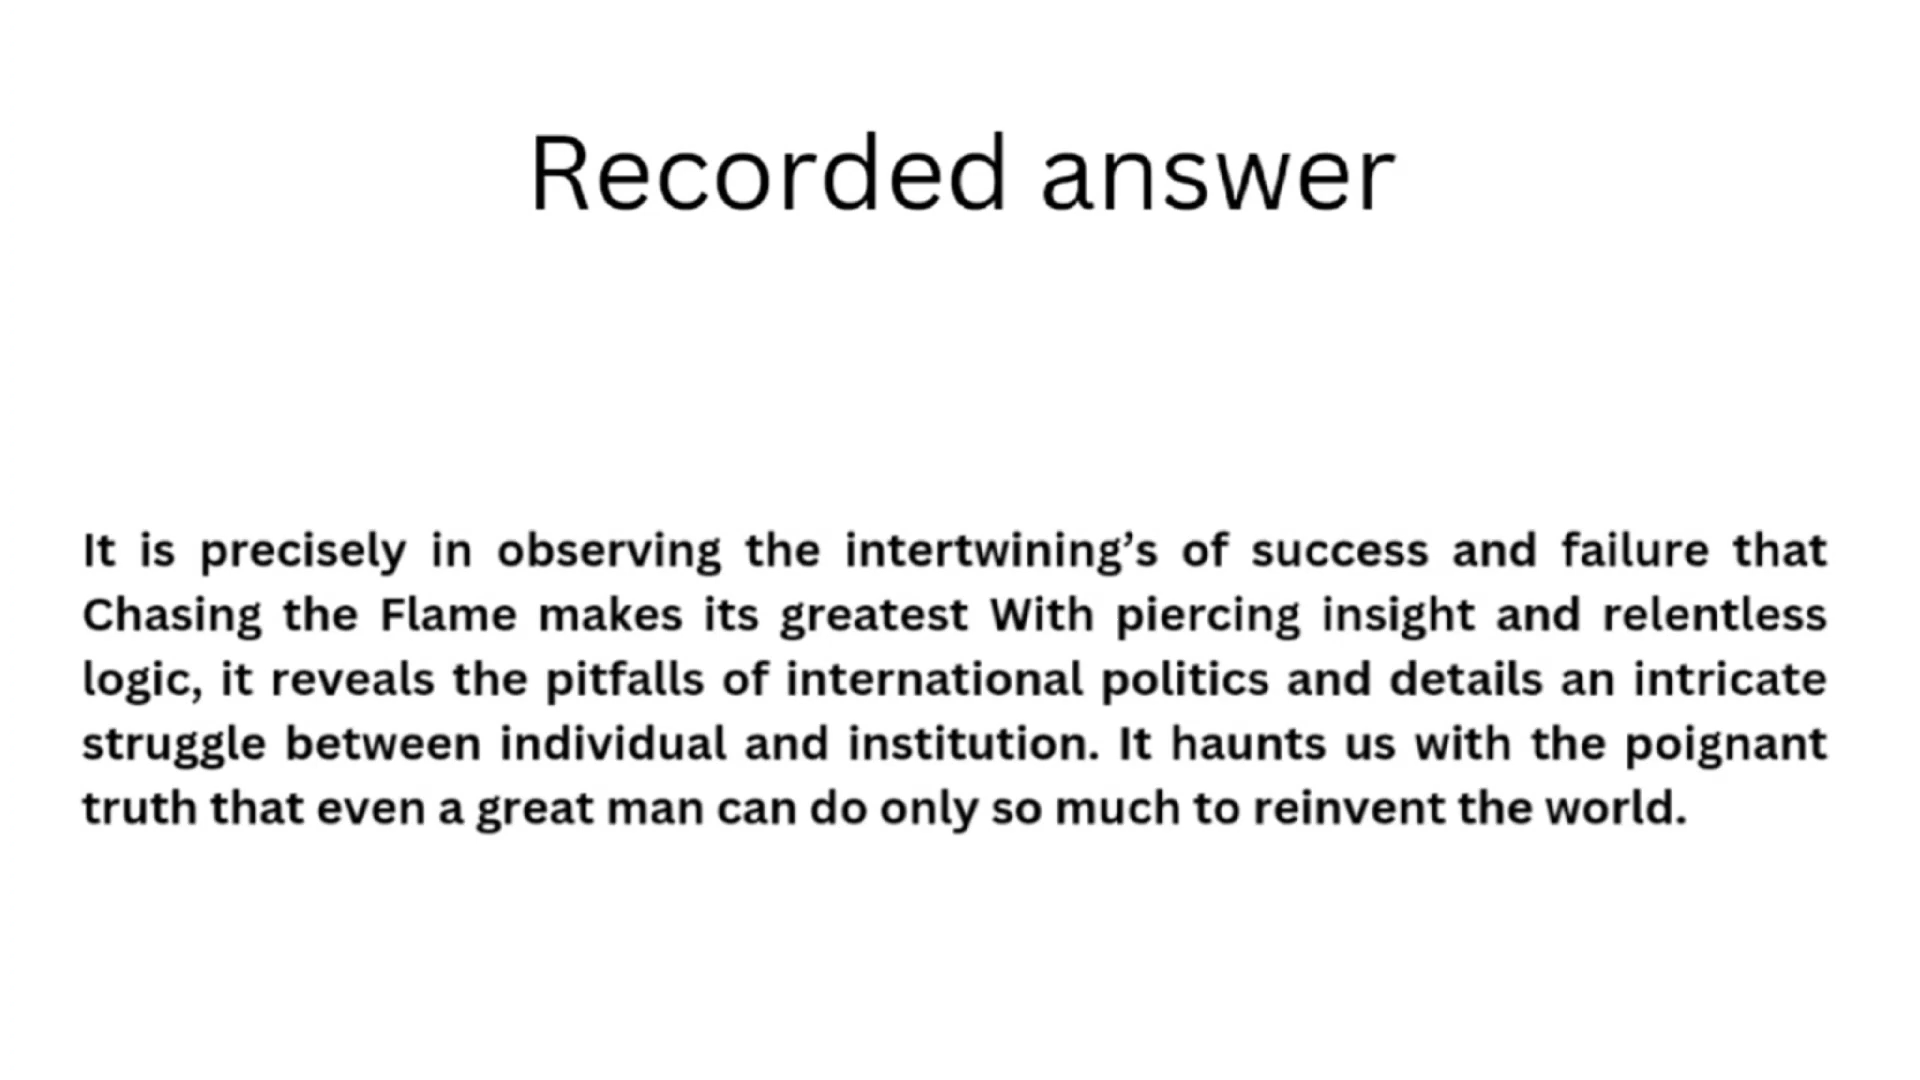 Recorded answer
It is precisely in observing the intertwining’s of success and failure that
Chasing the Flame makes its greatest With piercing insight and relentless
logic, it reveals the pitfalls of international politics and details an intricate
struggle between individual and institution. It haunts us with the poignant
truth that even a great man can do only so much to reinvent the world.